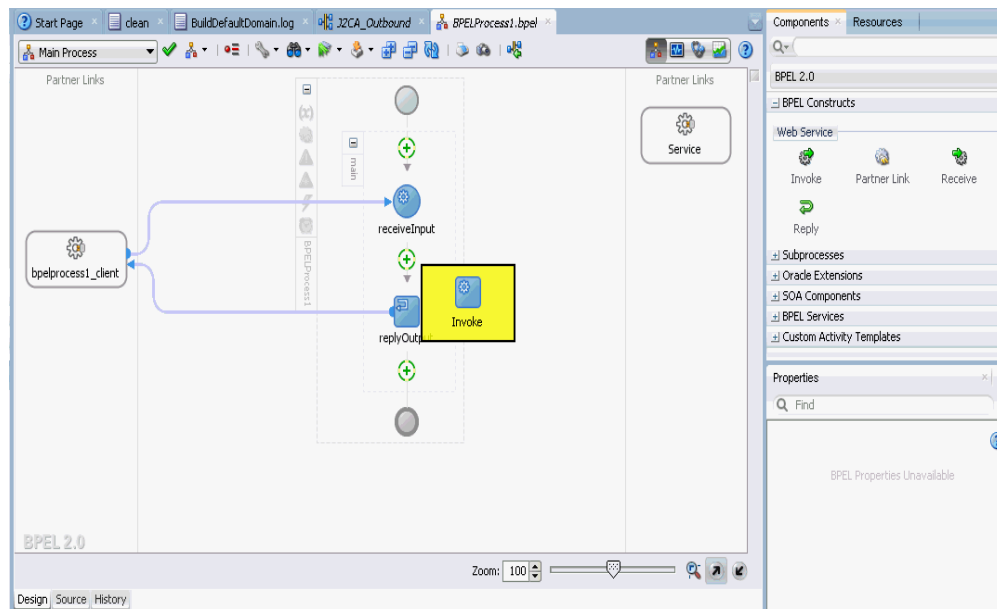 Start Page
clean
BuildDefaultDomain.log
J2CA_Outbound
BPELProcess1.bpel
Components
Resources
Main Process
BPEL 2.0
Partner Links
Partner Links
BPEL Constructs
Web Service
Invoke
Partner Link
Receive
Reply
(x)
main
Service
receiveInput
bpelprocess1_client
BPELProcess1
Invoke
replyOutput
Subprocesses
Oracle Extensions
SOA Components
BPEL Services
Custom Activity Templates
Properties
Find
BPEL Properties Unavailable
BPEL 2.0
Zoom: 100
Design Source History